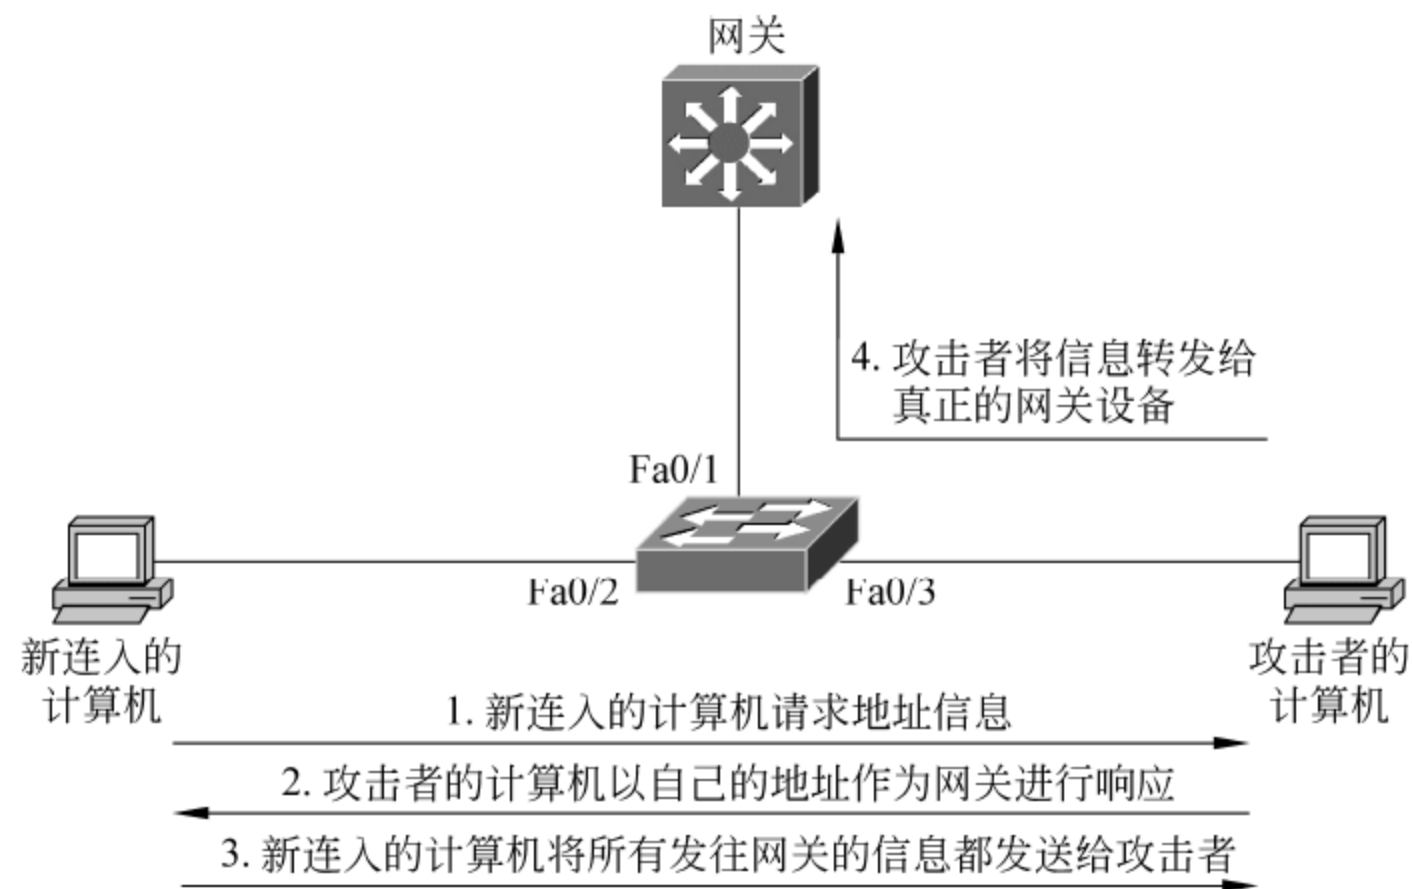 网关
4. 攻击者将信息转发给
真正的网关设备
Fa0/1
Fa0/2
Fa0/3
新连入的
计算机
攻击者的
计算机
1. 新连入的计算机请求地址信息
2. 攻击者的计算机以自己的地址作为网关进行响应
3. 新连入的计算机将所有发往网关的信息都发送给攻击者